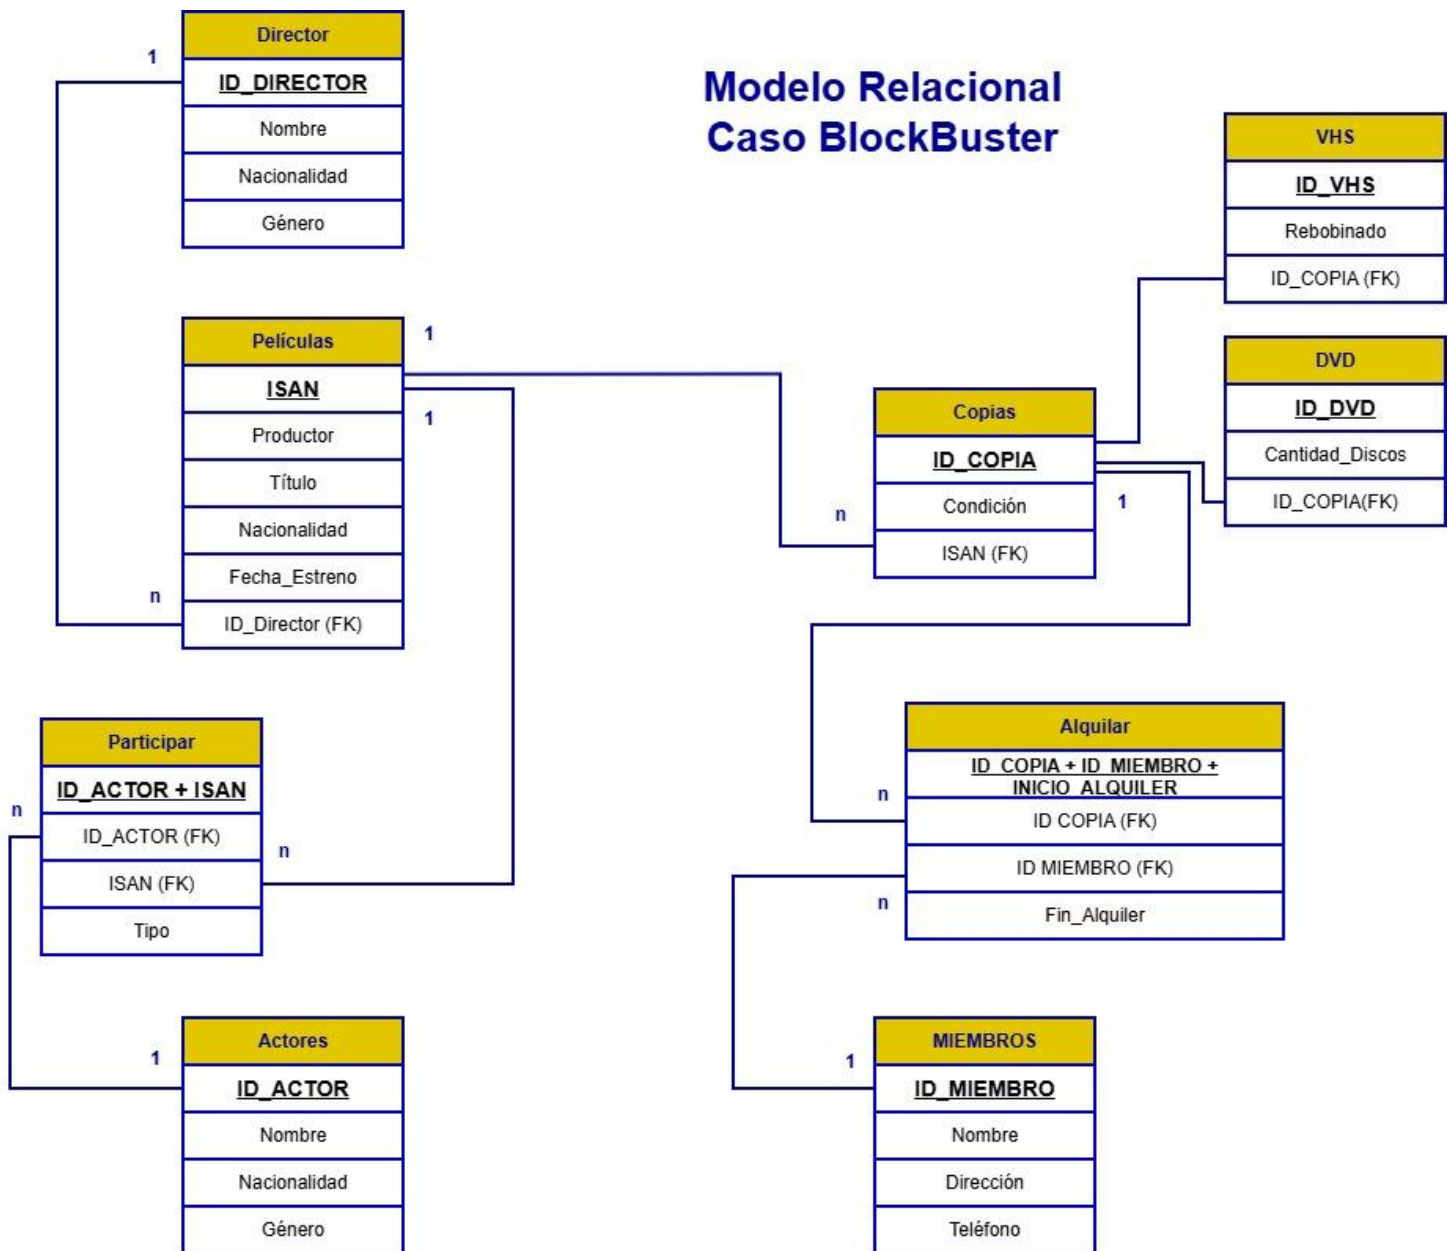 Modelo Relacional
Caso BlockBuster
1
Director
ID_DIRECTOR
Nombre
Nacionalidad
Género
Películas
ISAN
Productor
Título
Nacionalidad
Fecha_Estreno
ID_Director (FK)
n
1
1
Participar
ID_ACTOR + ISAN
ID_ACTOR (FK)
ISAN (FK)
Tipo
n
n
Actores
ID_ACTOR
Nombre
Nacionalidad
Género
1
VHS
ID_VHS
Rebobinado
ID_COPIA (FK)
DVD
ID_DVD
Cantidad_Discos
ID_COPIA(FK)
Copias
ID_COPIA
Condición
ISAN (FK)
n
1
Alquilar
ID_COPIA + ID_MIEMBRO +
INICIO_ALQUILER
ID COPIA (FK)
ID MIEMBRO (FK)
Fin_Alquiler
n
n
MIEMBROS
ID_MIEMBRO
Nombre
Dirección
Teléfono
1